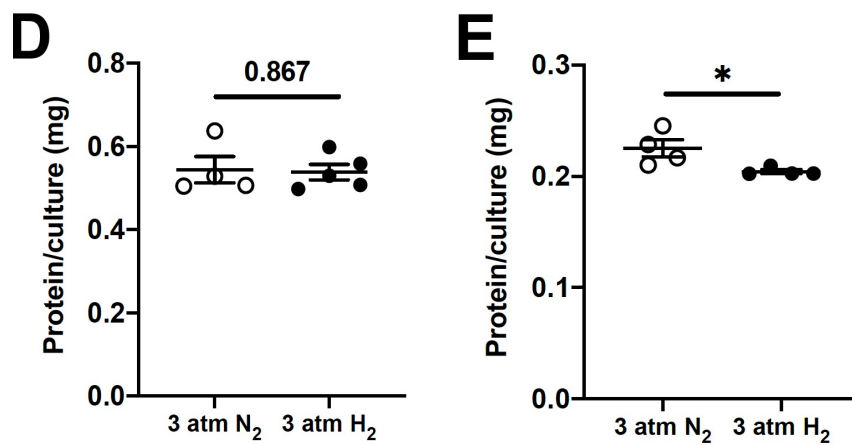 D
0.8
0.6
0.4
0.2
0.0
Protein/culture (mg)
0.867
3 atm N₂
3 atm H₂
E
0.3
0.2
0.1
0.0
Protein/culture (mg)
*
3 atm N₂
3 atm H₂